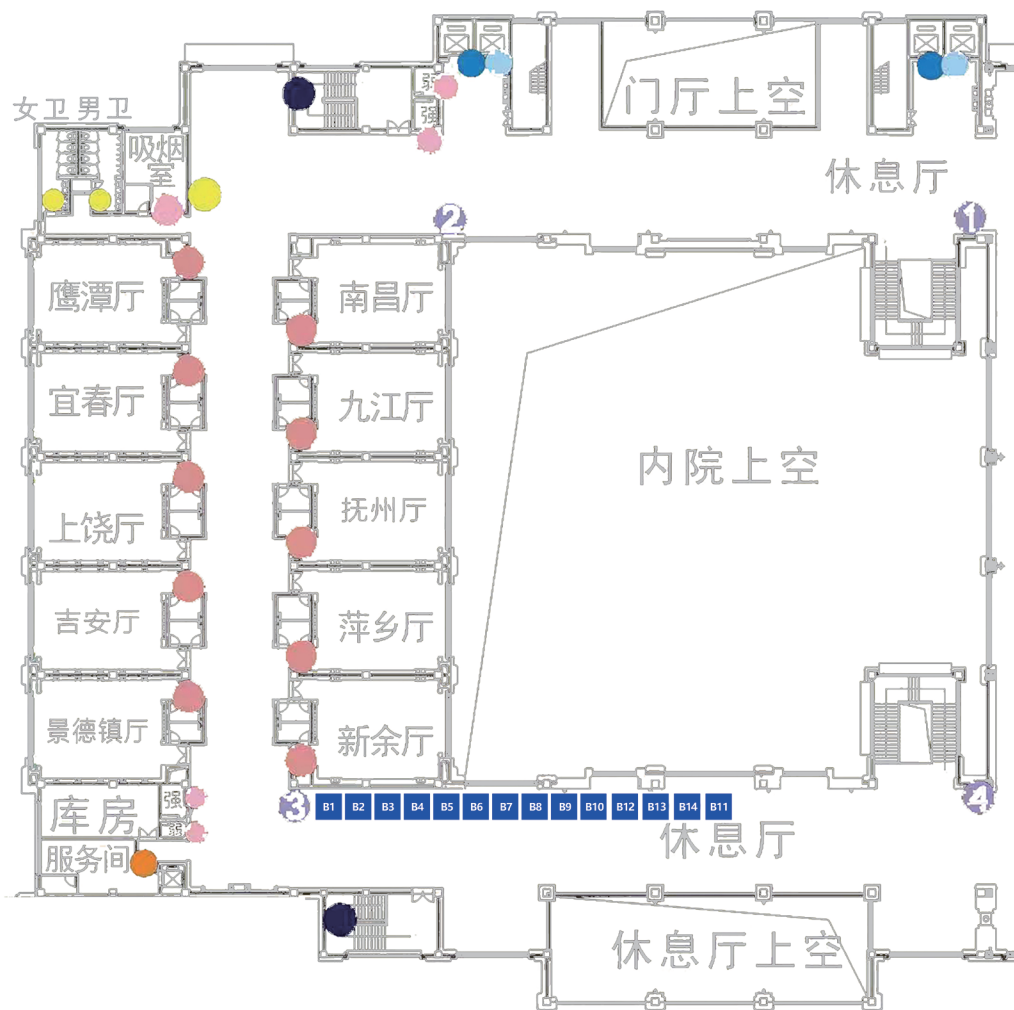 弱
强
门厅上空
女卫 男卫
吸烟室
休息厅
2
1
鹰潭厅
南昌厅
宜春厅
九江厅
内院上空
上饶厅
抚州厅
吉安厅
萍乡厅
景德镇厅
新余厅
库房
强
弱
3
B1 B2 B3 B4 B5 B6 B7 B8 B9 B10 B12 B13 B14 B11
4
休息厅
服务间
休息厅上空